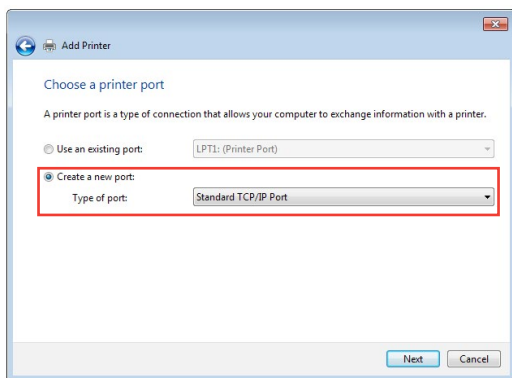 Add Printer
Choose a printer port
A printer port is a type of connection that allows your computer to exchange information with a printer.
Use an existing port: LPT1: (Printer Port)
Create a new port:
Type of port: Standard TCP/IP Port
Next Cancel